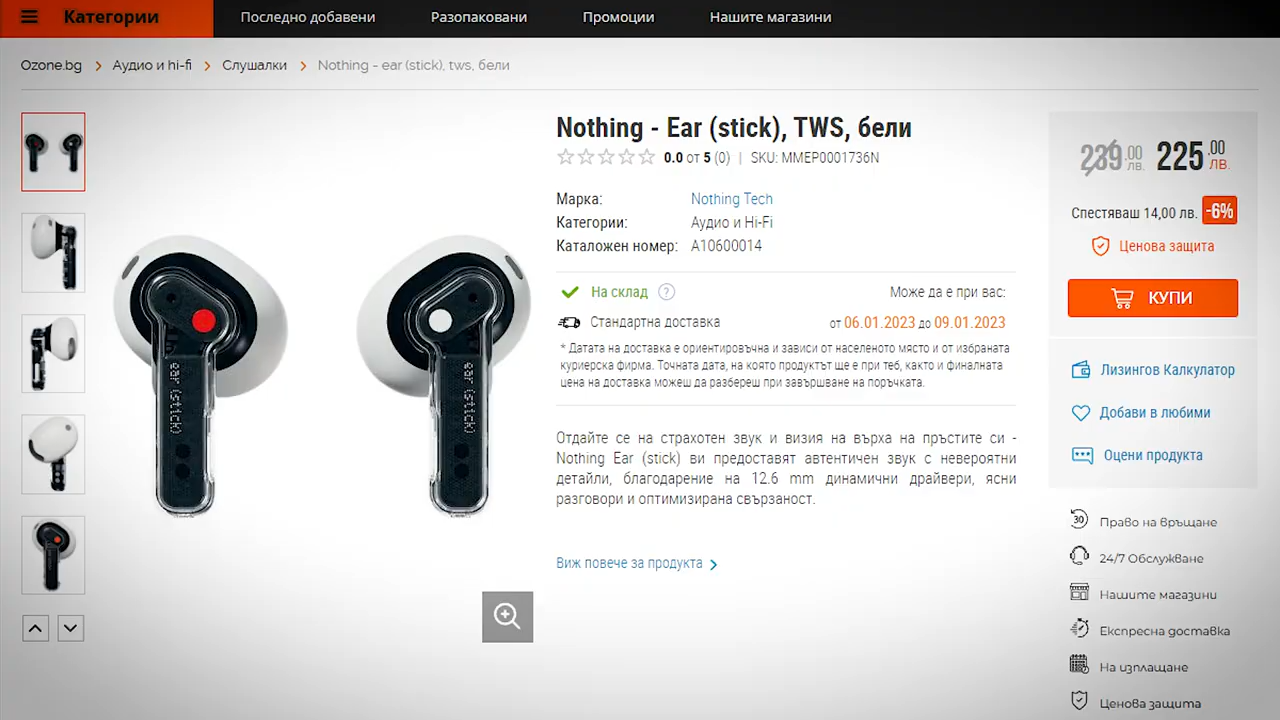 Категории
Последно добавени
Разопаковани
Промоции
Нашите магазини
Ozone.bg > Аудио и hi-fi > Слушалки > Nothing - ear (stick), tws, бели
Nothing - Ear (stick), TWS, бели
0.0 от 5 (0) | SKU: MMEP0001736N
Марка: Nothing Tech
Категории: Аудио и Hi-Fi
Каталожен номер: A10600014
На склад ? Може да е при вас:
Стандартна доставка от 06.01.2023 до 09.01.2023
* Датата на доставка е ориентировъчна и зависи от населеното място и от избраната
куриерска фирма. Точната дата, на която продуктът ще е при теб, както и финалната
цена на доставка можеш да разбереш при завършване на поръчката.
Отдайте се на страхотен звук и визия на върха на пръстите си -
Nothing Ear (stick) ви предоставят автентичен звук с невероятни
детайли, благодарение на 12.6 mm динамични драйвери, ясни
разговори и оптимизирана свързаност.
Виж повече за продукта
ear (stick)
ear (stick)
239.00 лв. 225.00 лв.
Спестяваш 14,00 лв. -6%
Ценова защита
КУПИ
Лизингов Калкулатор
Добави в любими
Оцени продукта
30 Право на връщане
24/7 Обслужване
Нашите магазини
Експресна доставка
На изплащане
Ценова защита